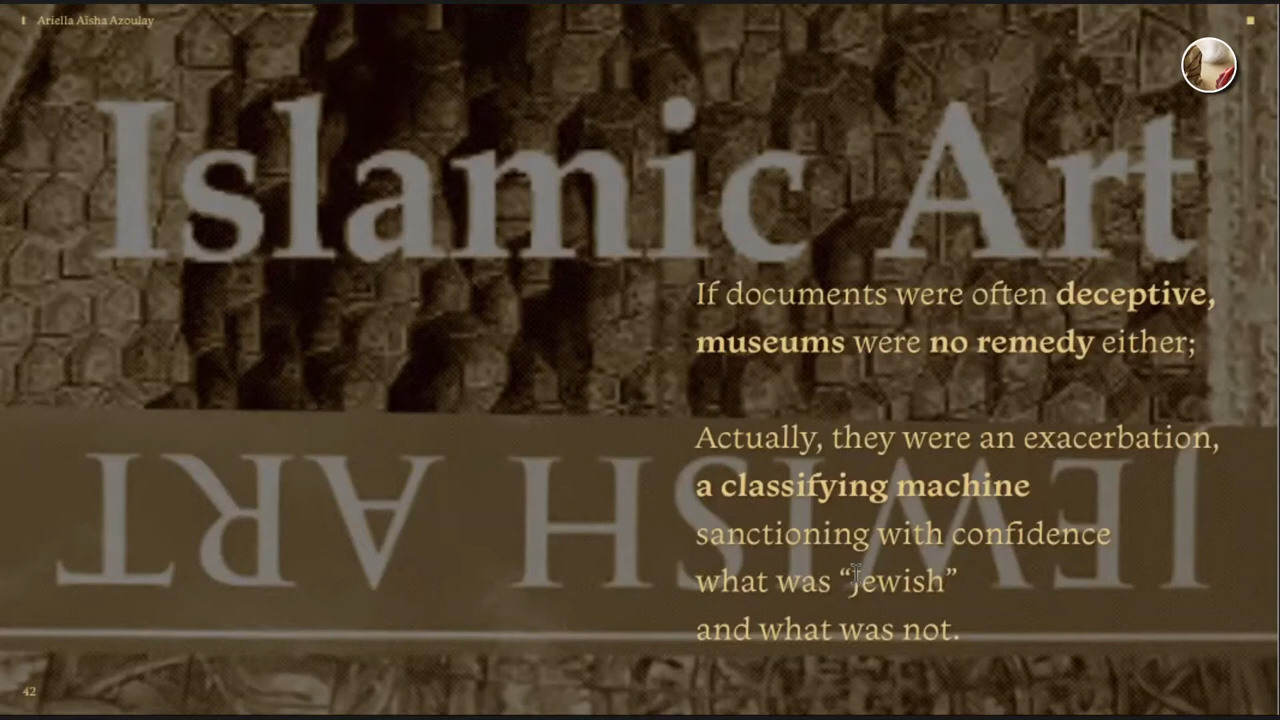 Ariella Aïsha Azoulay
Islamic Art
If documents were often deceptive,
museums were no remedy either;
Actually, they were an exacerbation,
a classifying machine
sanctioning with confidence
what was “Jewish”
and what was not.
JEWISH ART
42